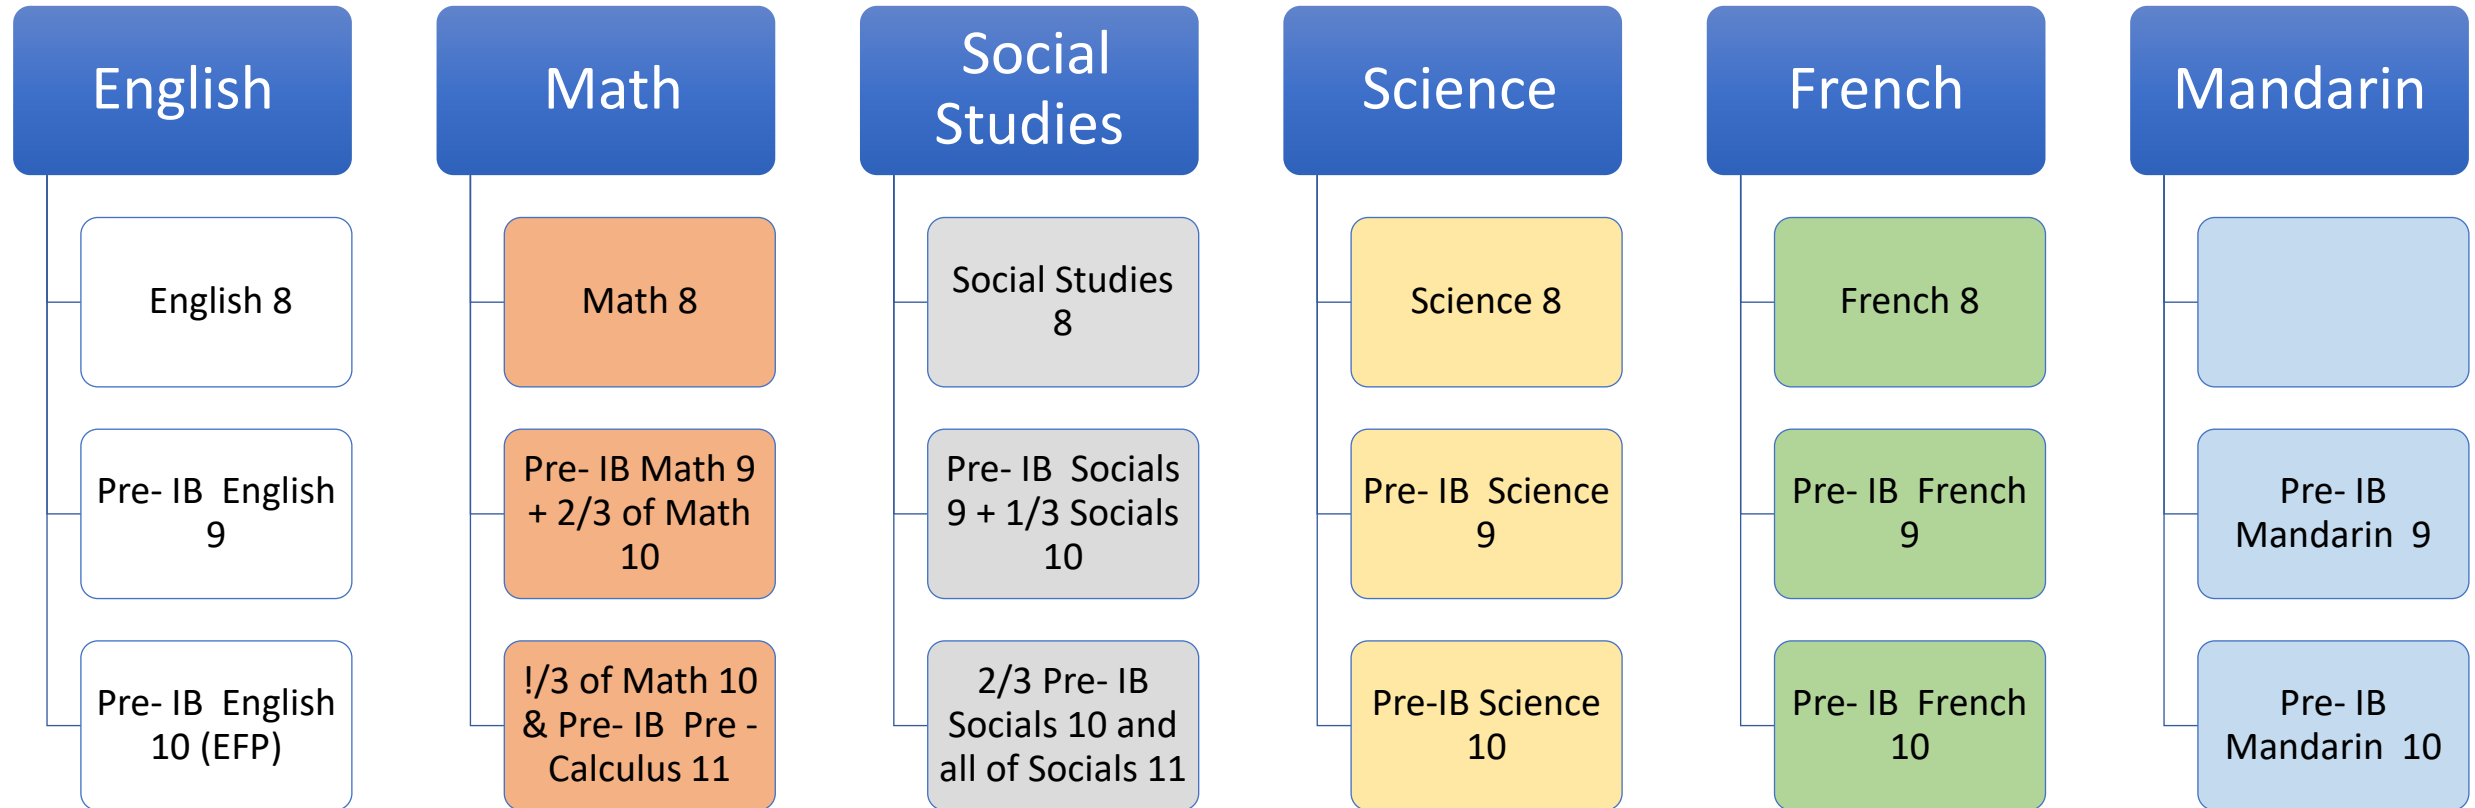 English
English 8
Pre- IB  English
9
Pre- IB  English
10 (EFP)
Math
Math 8
Pre- IB Math 9
+ 2/3 of Math
10
!/3 of Math 10
& Pre- IB  Pre -
Calculus 11
Social
Studies
Social Studies
8
Pre- IB  Socials
9 + 1/3 Socials
10
2/3 Pre- IB
Socials 10 and
all of Socials 11
Science
Science 8
Pre- IB  Science
9
Pre-IB Science
10
French
French 8
Pre- IB  French
9
Pre- IB  French
10
Mandarin
Pre- IB
Mandarin  9
Pre- IB
Mandarin  10